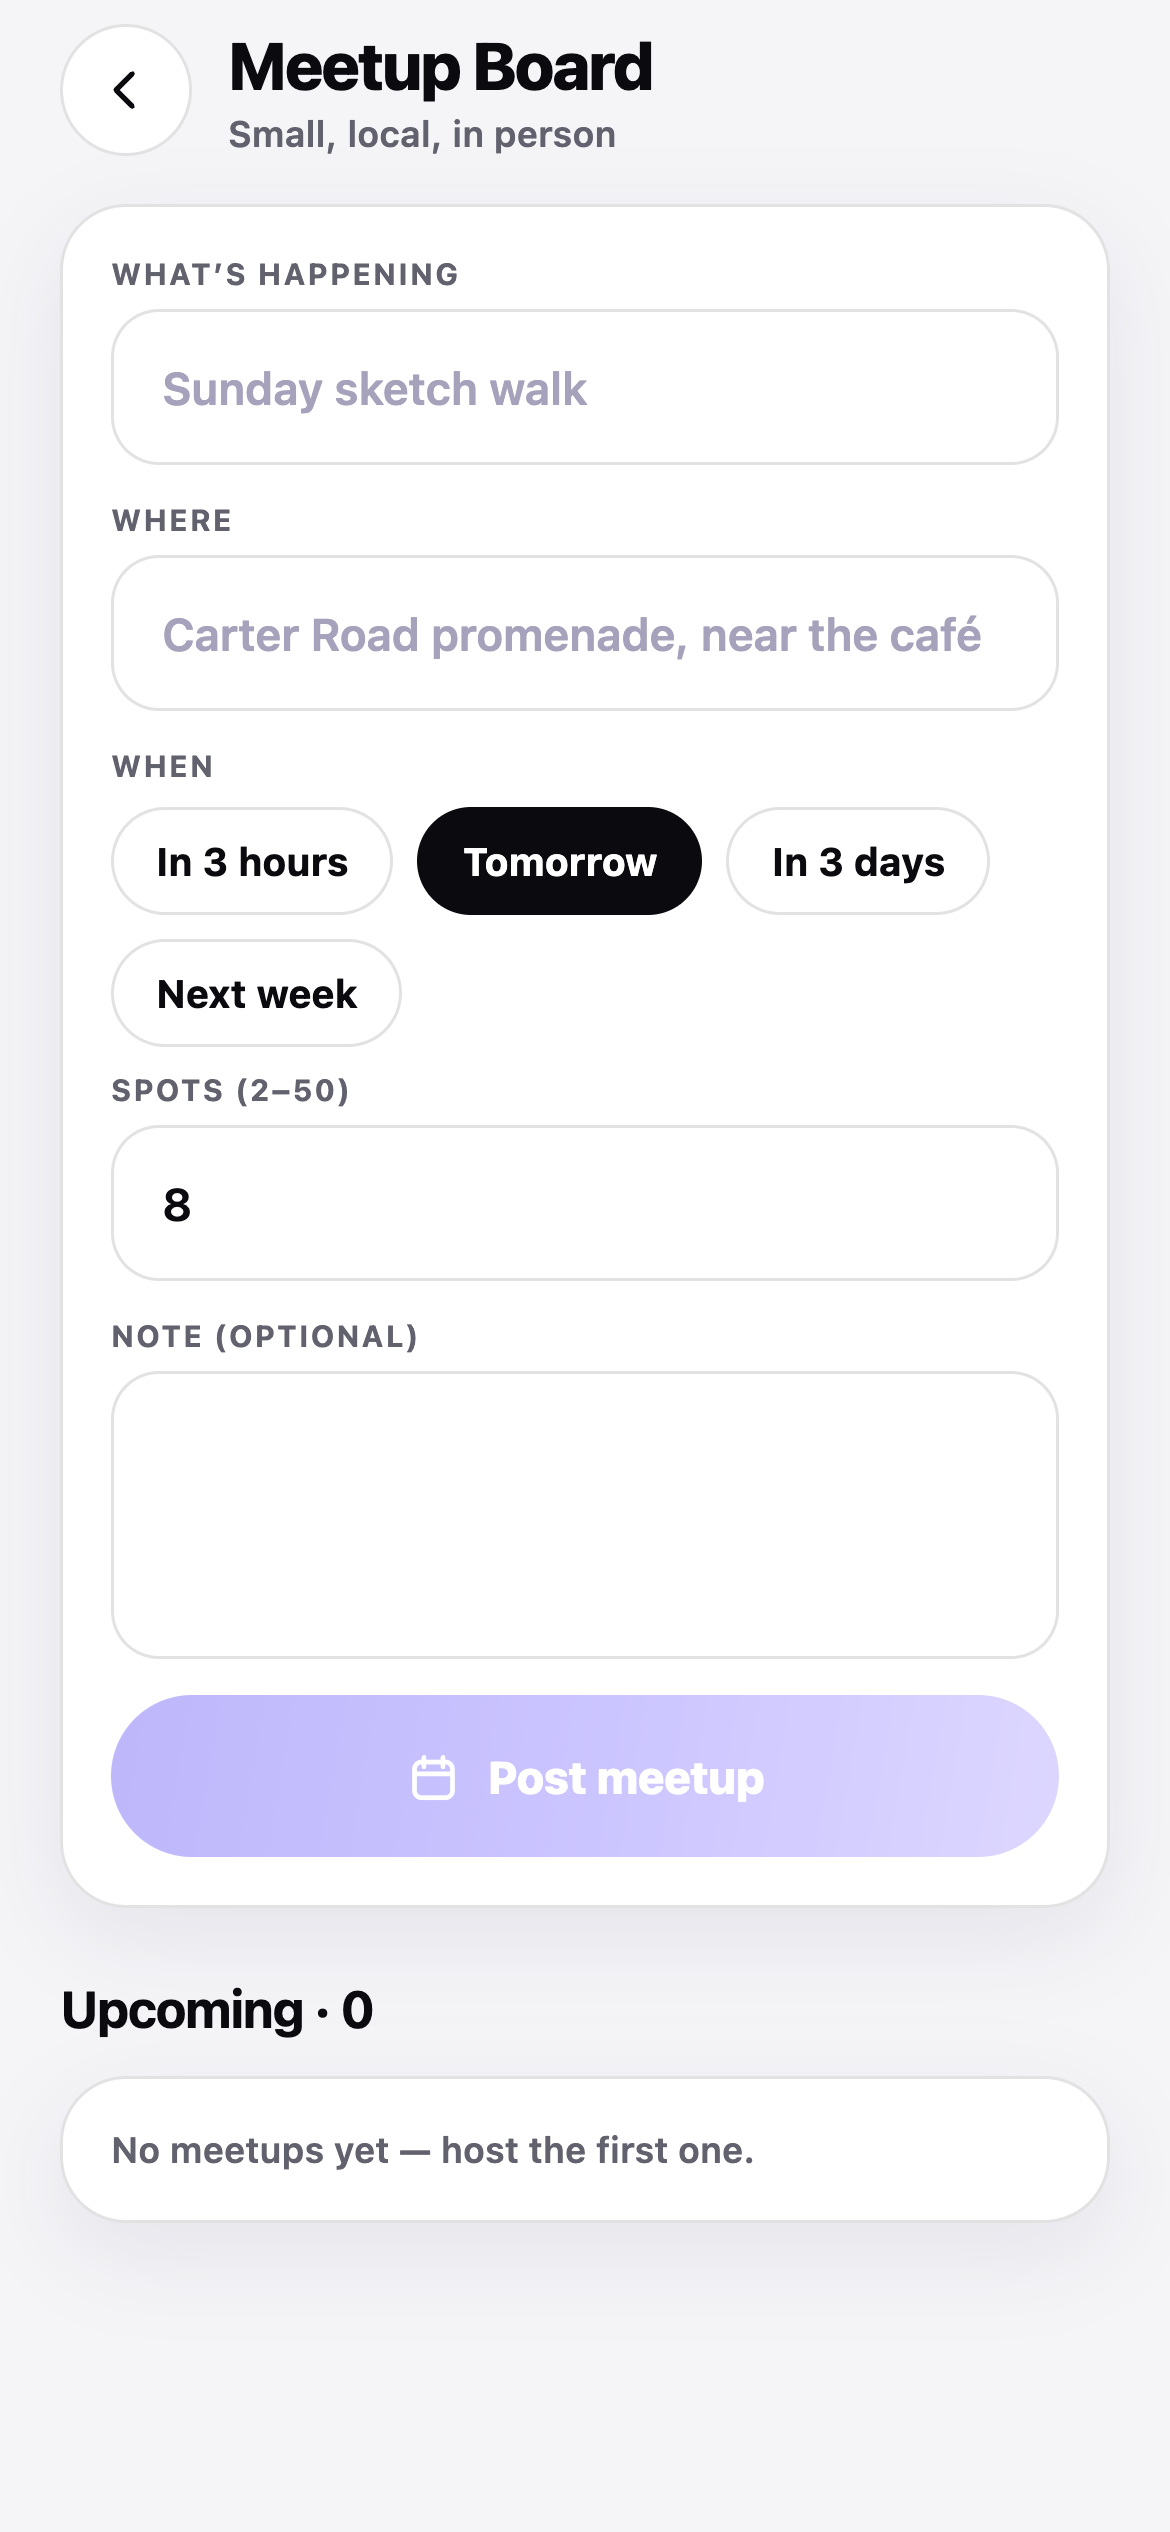 Meetup Board
Small, local, in person
WHAT’S HAPPENING
Sunday sketch walk
WHERE
Carter Road promenade, near the café
WHEN
In 3 hours
Tomorrow
In 3 days
Next week
SPOTS (2–50)
8
NOTE (OPTIONAL)
Post meetup
Upcoming · 0
No meetups yet — host the first one.